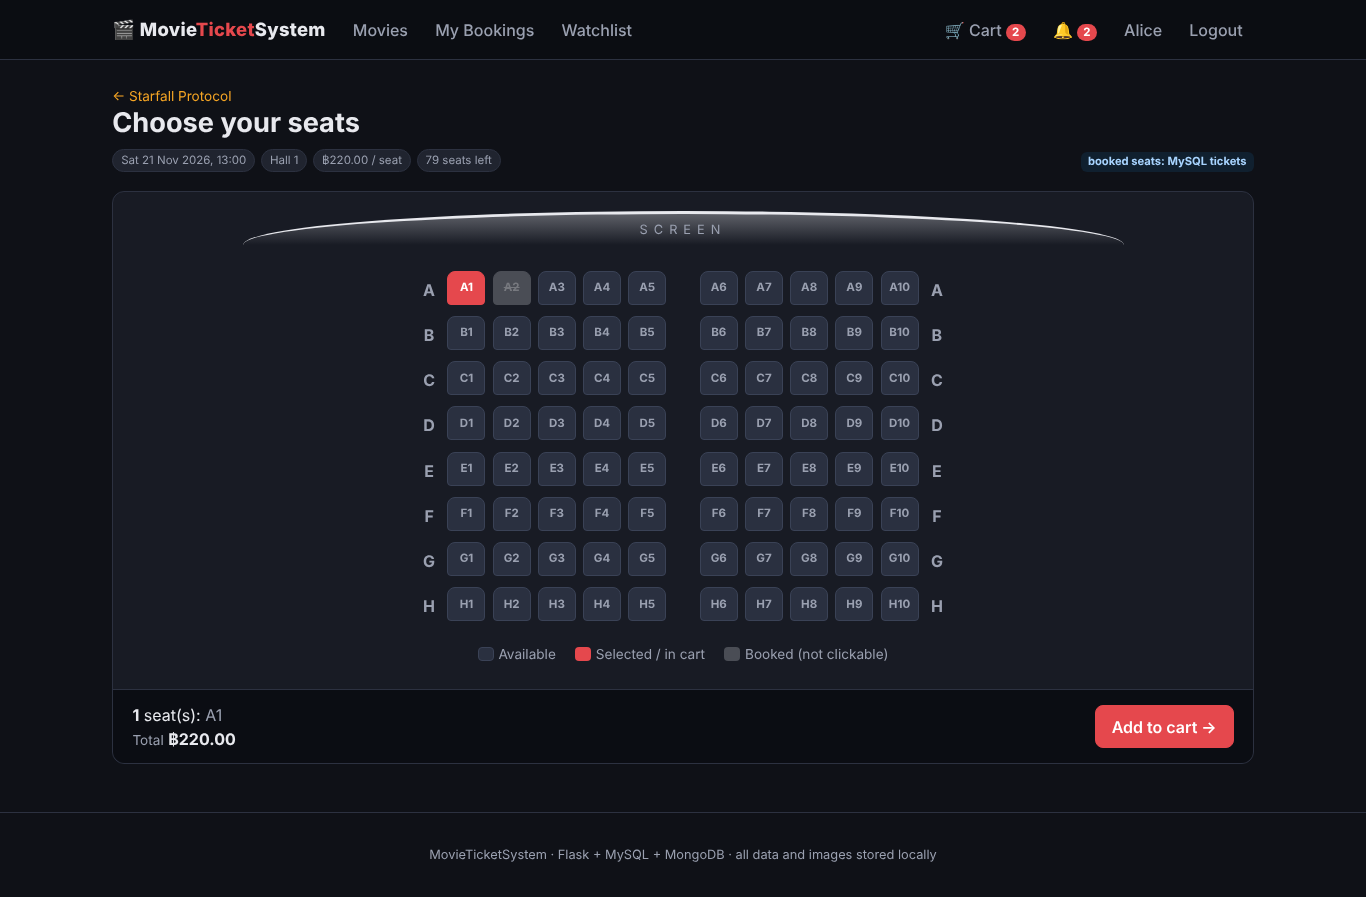 🎬 MovieTicketSystem Movies My Bookings Watchlist 🛒 Cart 2 🔔 2 Alice Logout
← Starfall Protocol
Choose your seats
Sat 21 Nov 2026, 13:00 Hall 1 ฿220.00 / seat 79 seats left booked seats: MySQL tickets
SCREEN
A A1 A2 A3 A4 A5 A6 A7 A8 A9 A10 A
B B1 B2 B3 B4 B5 B6 B7 B8 B9 B10 B
C C1 C2 C3 C4 C5 C6 C7 C8 C9 C10 C
D D1 D2 D3 D4 D5 D6 D7 D8 D9 D10 D
E E1 E2 E3 E4 E5 E6 E7 E8 E9 E10 E
F F1 F2 F3 F4 F5 F6 F7 F8 F9 F10 F
G G1 G2 G3 G4 G5 G6 G7 G8 G9 G10 G
H H1 H2 H3 H4 H5 H6 H7 H8 H9 H10 H
Available Selected / in cart Booked (not clickable)
1 seat(s): A1
Total ฿220.00
Add to cart →
MovieTicketSystem · Flask + MySQL + MongoDB · all data and images stored locally